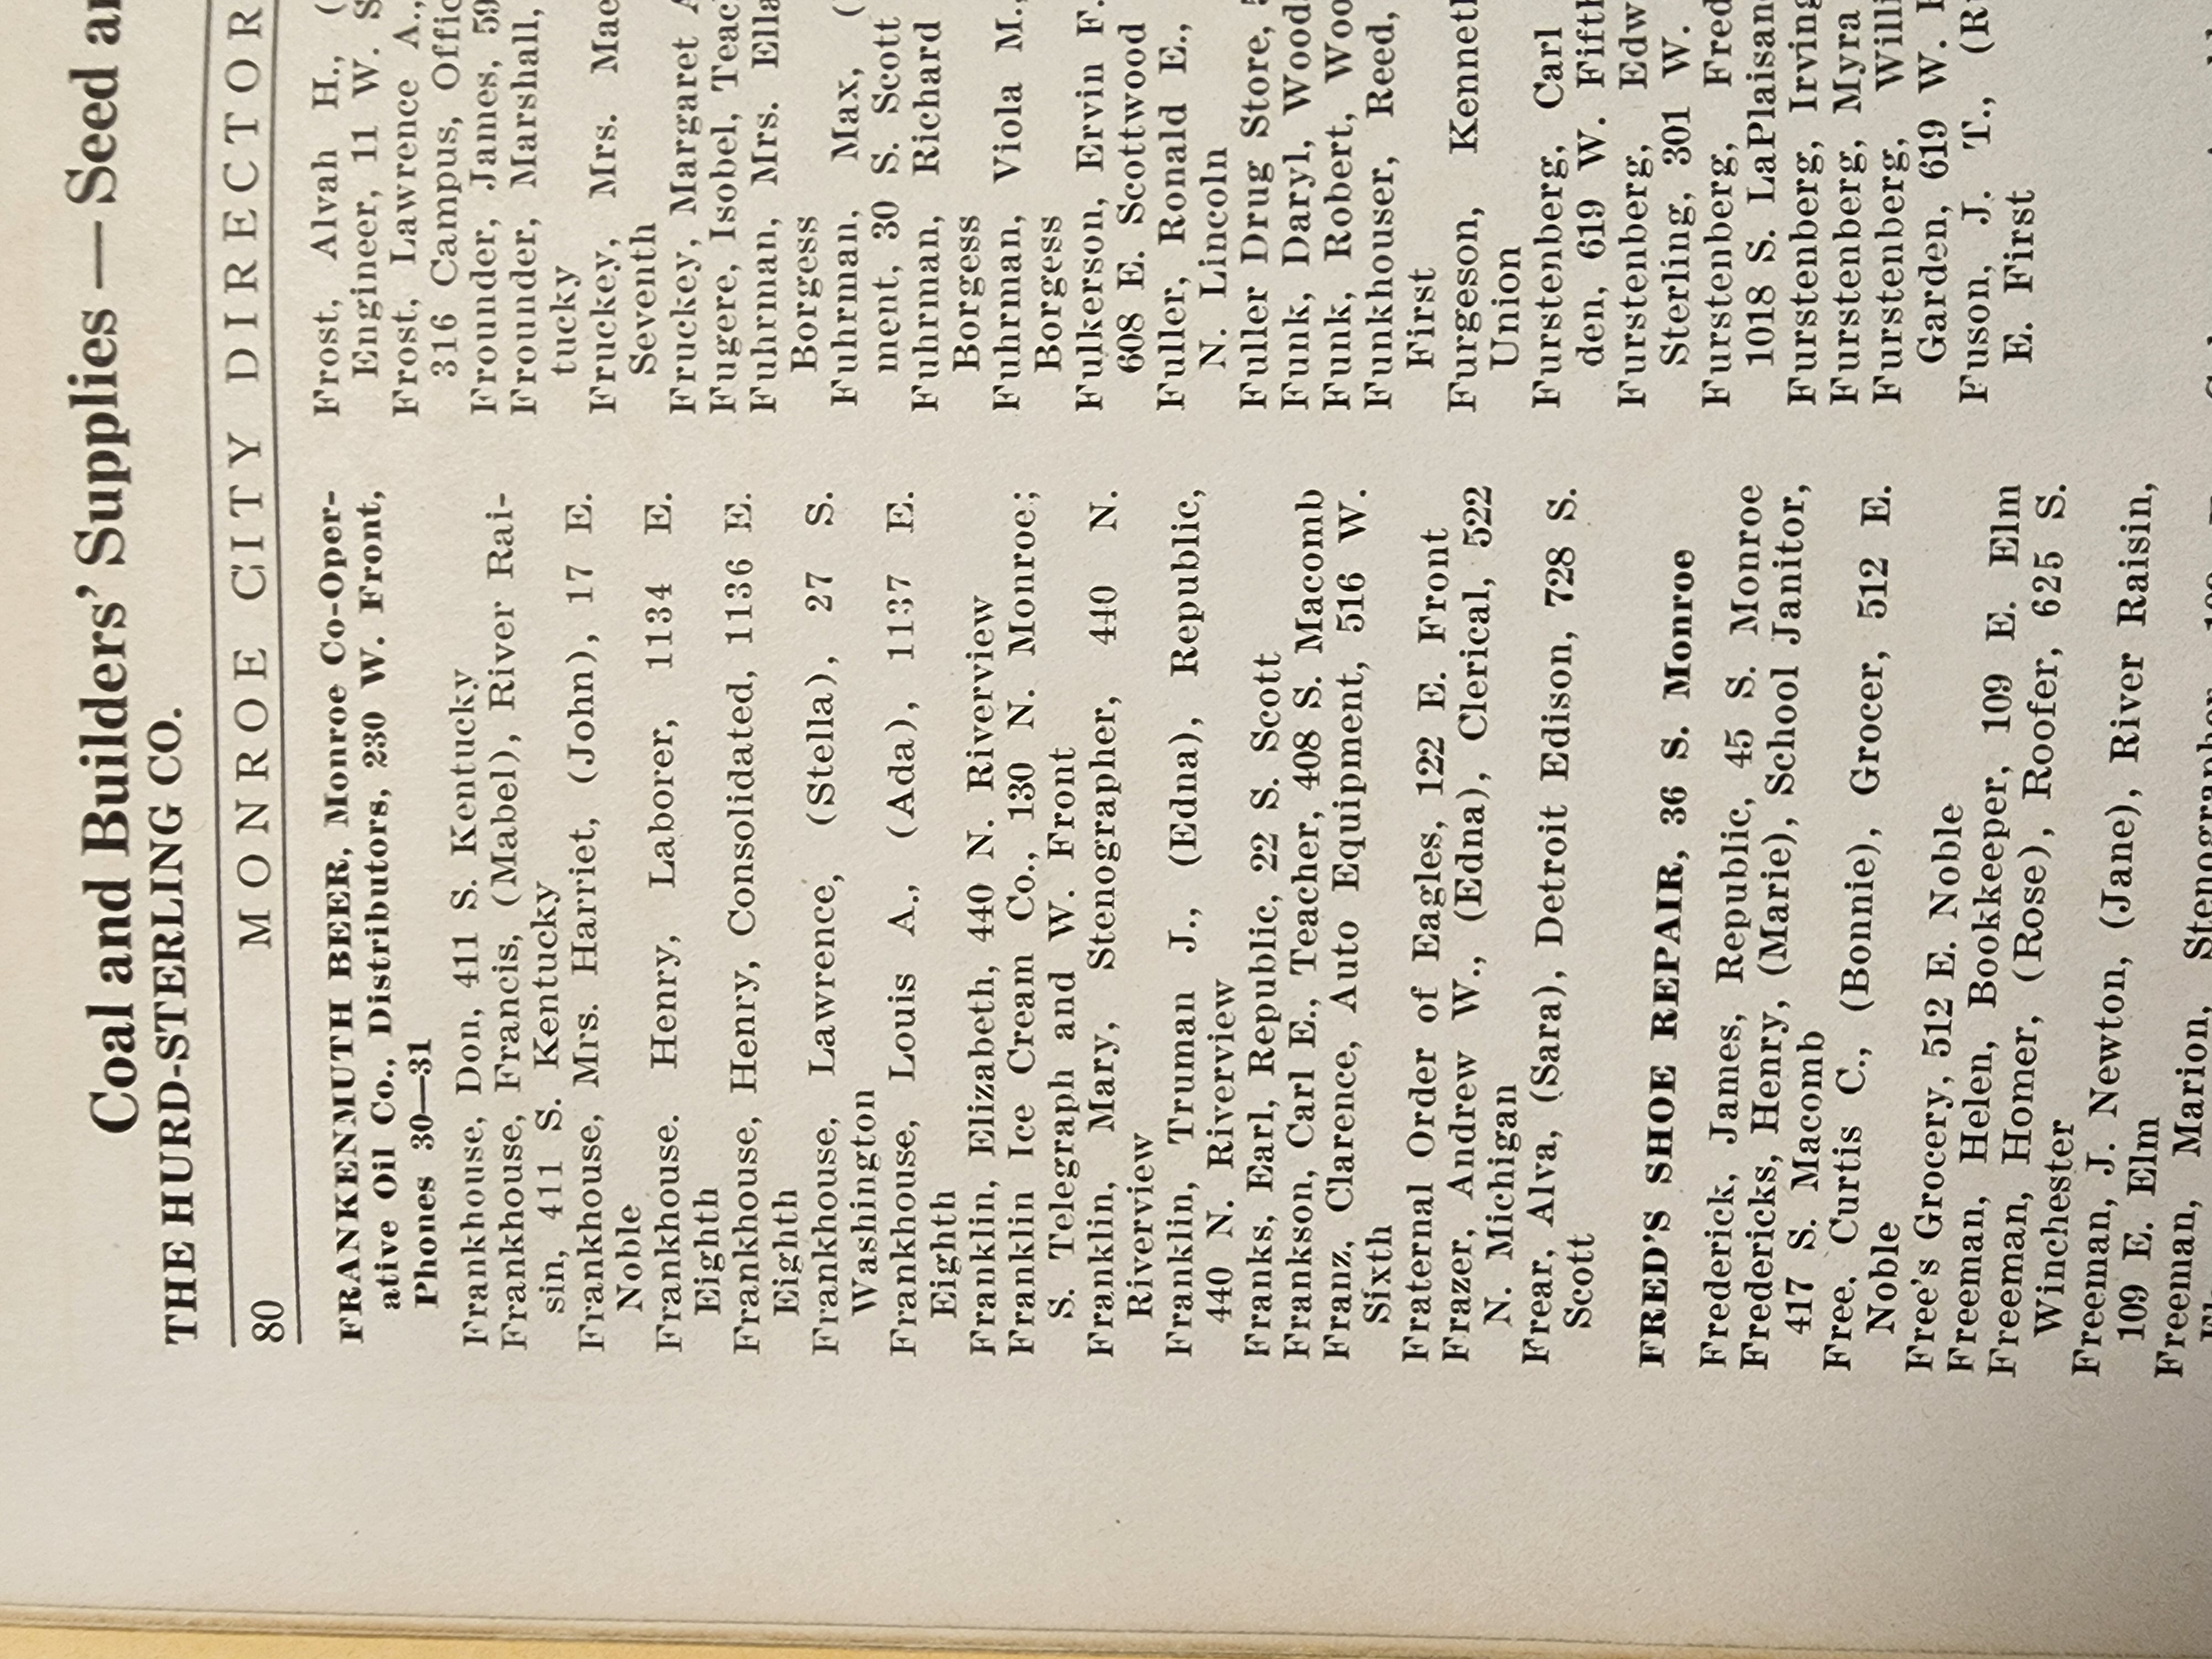 Coal and Builders' Supplies — Seed
THE HURD-STERLING CO.
80 MONROE CITY DIRECTOR
FRANKENMUTH BEER, Monroe Co-Oper-
ative Oil Co., Distributors, 230 W. Front,
Phones 30—31
Frankhouse, Don, 411 S. Kentucky
Frankhouse, Francis, (Mabel), River Rai-
sin, 411 S. Kentucky
Frankhouse, Mrs. Harriet, (John), 17 E.
Noble
Frankhouse. Henry, Laborer, 1134 E.
Eighth
Frankhouse, Henry, Consolidated, 1136 E.
Eighth
Frankhouse, Lawrence, (Stella), 27 S.
Washington
Frankhouse, Louis A., (Ada), 1137 E.
Eighth
Franklin, Elizabeth, 440 N. Riverview
Franklin Ice Cream Co., 130 N. Monroe;
S. Telegraph and W. Front
Franklin, Mary, Stenographer, 440 N.
Riverview
Franklin, Truman J., (Edna), Republic,
440 N. Riverview
Franks, Earl, Republic, 22 S. Scott
Frankson, Carl E., Teacher, 408 S. Macomb
Franz, Clarence, Auto Equipment, 516 W.
Sixth
Fraternal Order of Eagles, 122 E. Front
Frazer, Andrew W., (Edna), Clerical, 522
N. Michigan
Frear, Alva, (Sara), Detroit Edison, 728 S.
Scott
FRED'S SHOE REPAIR, 36 S. Monroe
Frederick, James, Republic, 45 S. Monroe
Fredericks, Henry, (Marie), School Janitor,
417 S. Macomb
Free, Curtis C., (Bonnie), Grocer, 512 E.
Noble
Free's Grocery, 512 E. Noble
Freeman, Helen, Bookkeeper, 109 E. Elm
Freeman, Homer, (Rose), Roofer, 625 S.
Winchester
Freeman, J. Newton, (Jane), River Raisin,
109 E. Elm
Freeman, Marion, Stenographer,
Frost, Alvah H., (
Engineer, 11 W. S
Frost, Lawrence A.,
316 Campus, Offic
Frounder, James, 59
Frounder, Marshall,
tucky
Fruckey, Mrs. Mae
Seventh
Fruckey, Margaret A
Fugere, Isobel, Teac
Fuhrman, Mrs. Ella
Borgess
Fuhrman, Max, (
ment, 30 S. Scott
Fuhrman, Richard
Borgess
Fuhrman, Viola M.,
Borgess
Fulkerson, Ervin F.
608 E. Scottwood
Fuller, Ronald E.,
N. Lincoln
Fuller Drug Store,
Funk, Daryl, Wood
Funk, Robert, Woo
Funkhouser, Reed,
First
Furgeson, Kennet
Union
Furstenberg, Carl
den, 619 W. Fifth
Furstenberg, Edw
Sterling, 301 W.
Furstenberg, Fred
1018 S. LaPlaisan
Furstenberg, Irving
Furstenberg, Myra
Furstenberg, Willi
Garden, 619 W.
Fuson, J. T., (R
E. First